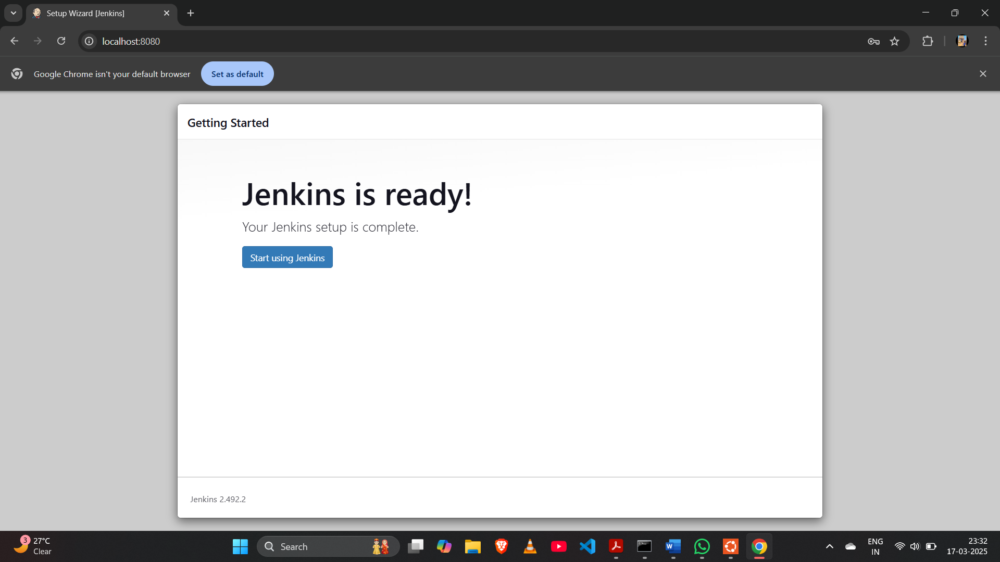 Setup Wizard [Jenkins]
localhost:8080
Google Chrome isn't your default browser
Set as default
Getting Started
Jenkins is ready!
Your Jenkins setup is complete.
Start using Jenkins
Jenkins 2.492.2
3
27°C
Clear
Search
ENG
IN
23:32
17-03-2025